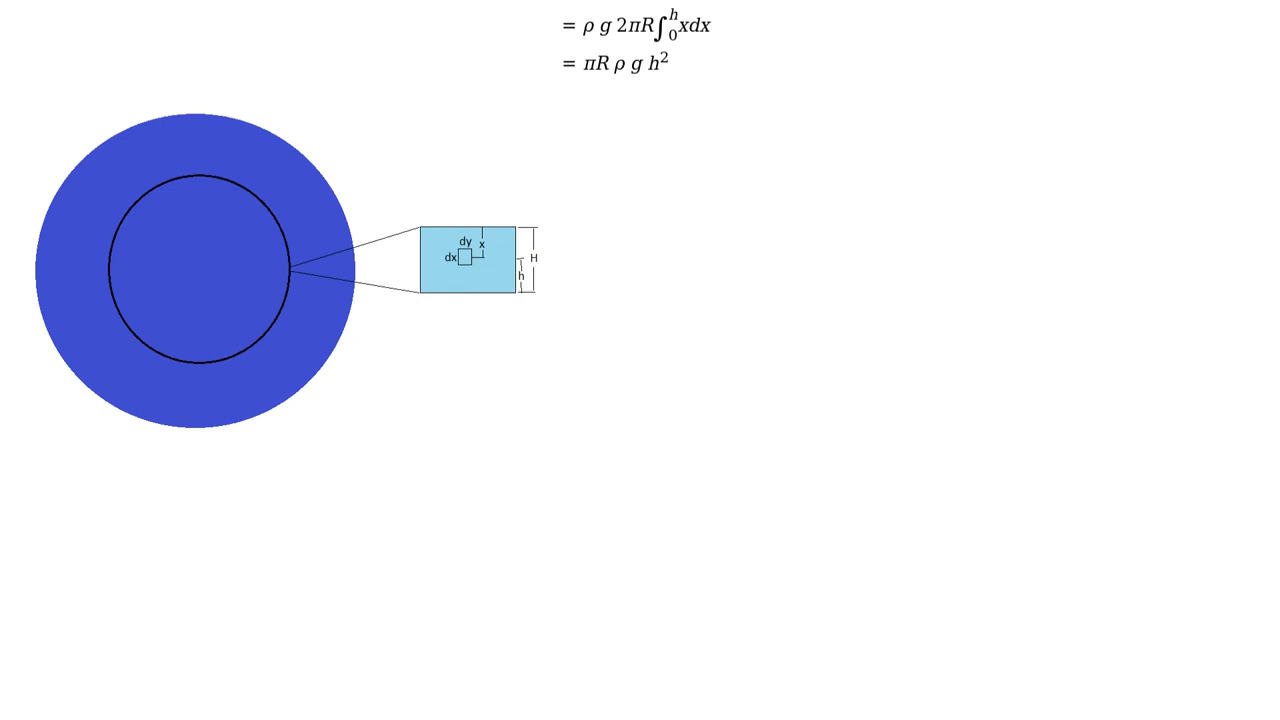 = ρ g 2πR∫₀ʰxdx
= πR ρ g h²
dy x
dx
H
h